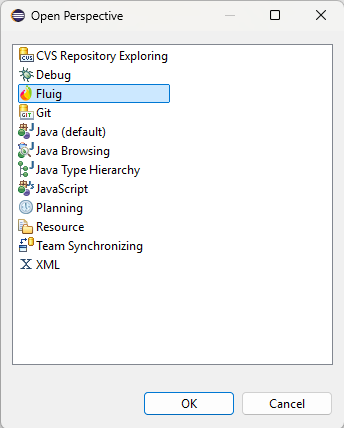 Open Perspective
CVS Repository Exploring
Debug
Fluig
Git
Java (default)
Java Browsing
Java Type Hierarchy
JavaScript
Planning
Resource
Team Synchronizing
XML
OK
Cancel